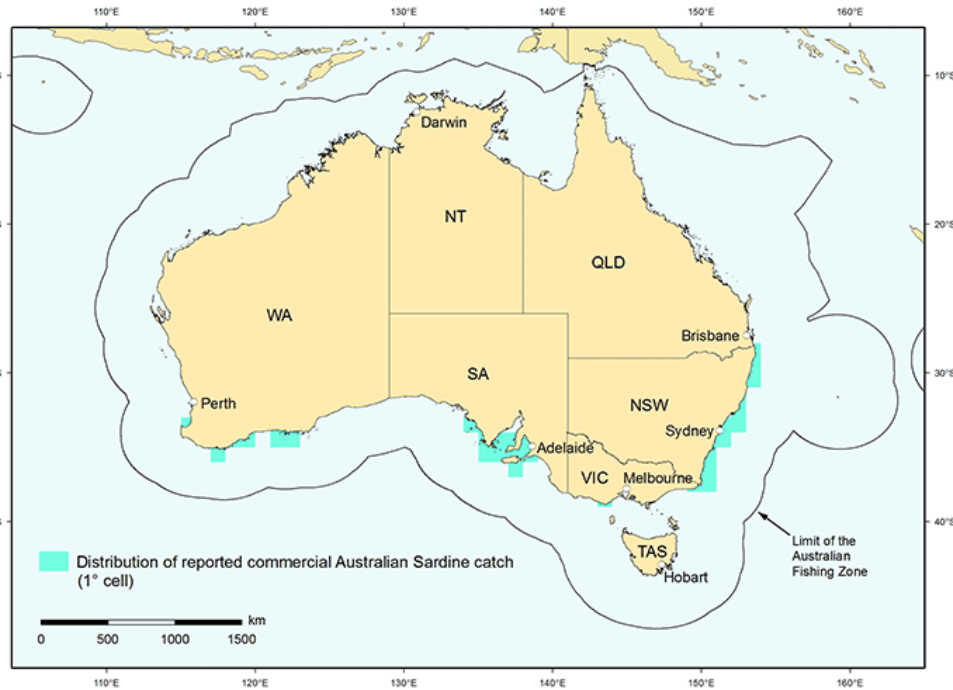 110°E 120°E 130°E 140°E 150°E 160°E
10°S
Darwin
NT
20°S
QLD
WA
Brisbane
30°S
SA
Perth
NSW
Sydney
Adelaide
VIC Melbourne
40°S
Limit of the
Australian
Fishing Zone
TAS
Hobart
Distribution of reported commercial Australian Sardine catch
(1° cell)
km
0 500 1000 1500
110°E 120°E 130°E 140°E 150°E 160°E